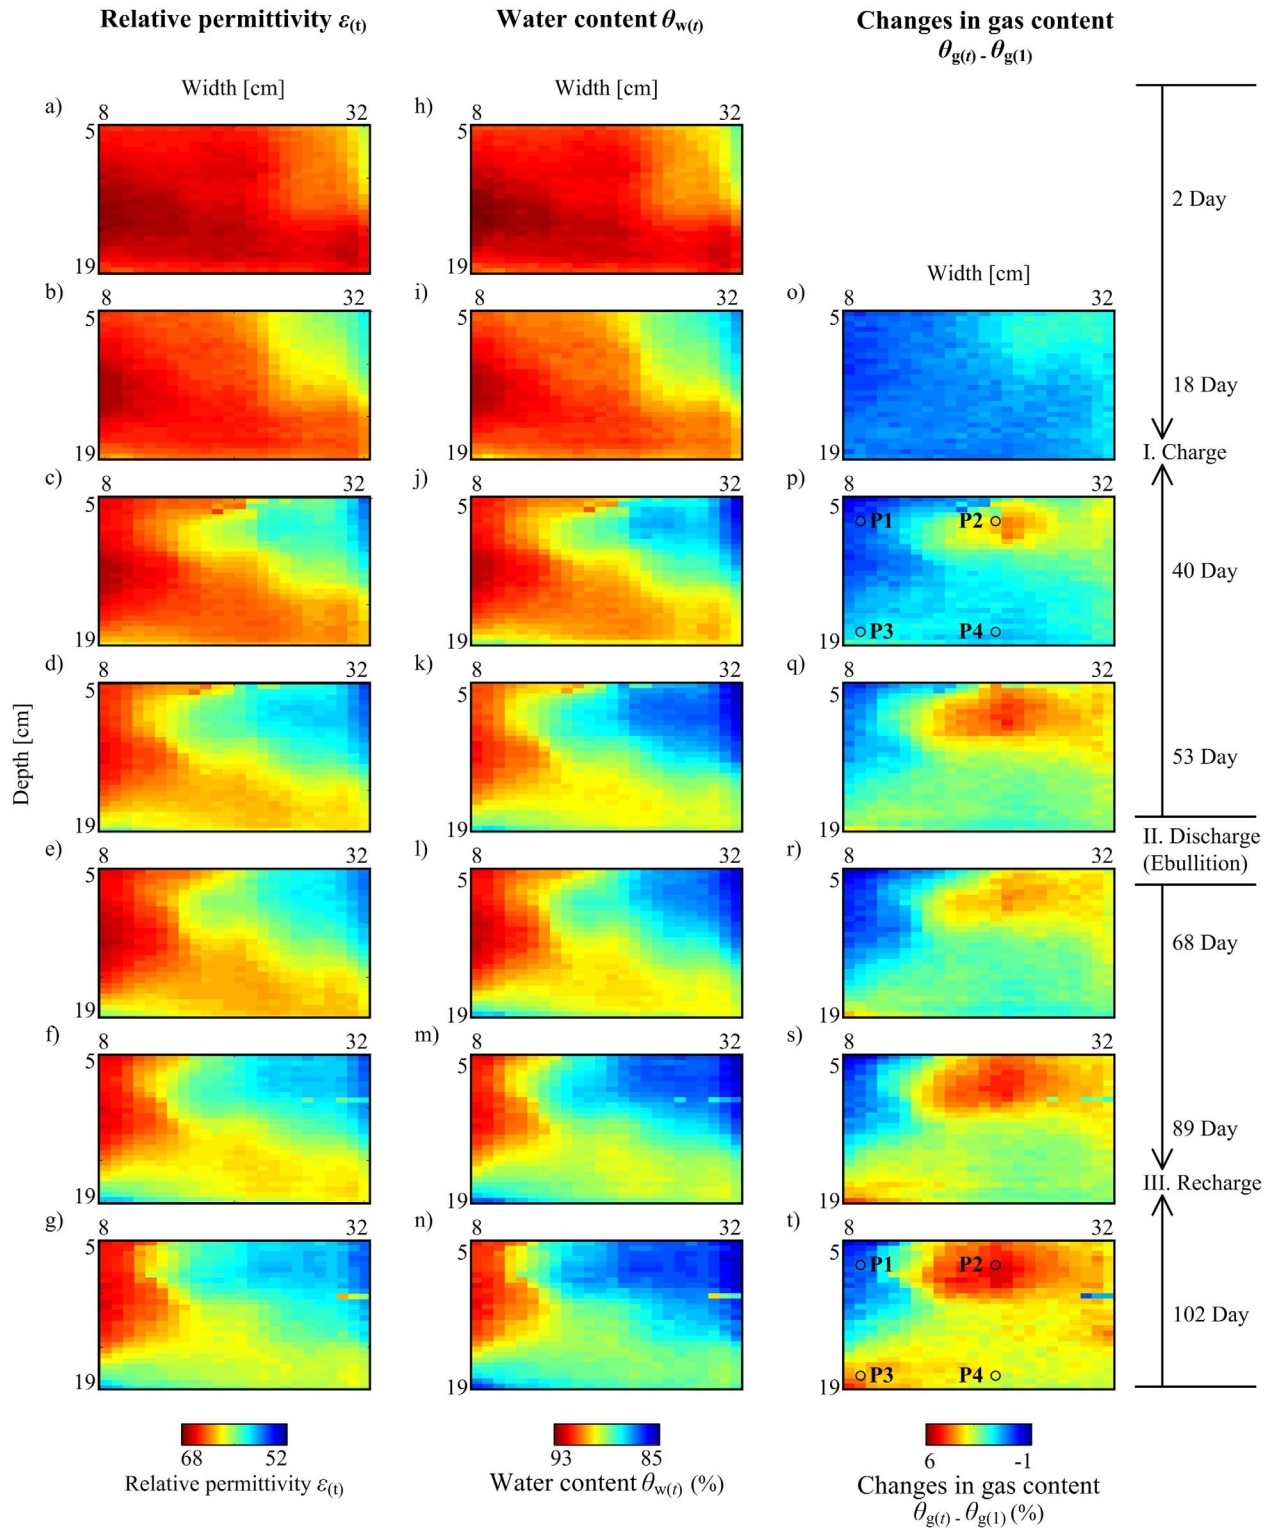 Relative permittivity ε(t)
Water content θw(t)
Changes in gas content
θg(t) - θg(1)
Width [cm]
Width [cm]
a)
8
32
5
19
h)
8
32
5
19
2 Day
Width [cm]
b)
8
32
5
19
i)
8
32
5
19
o)
8
32
5
19
18 Day
I. Charge
c)
8
32
5
19
j)
8
32
5
19
p)
8
32
5
19
P1
P2
P3
P4
40 Day
Depth [cm]
d)
8
32
5
19
k)
8
32
5
19
q)
8
32
5
19
53 Day
II. Discharge
(Ebullition)
e)
8
32
5
19
l)
8
32
5
19
r)
8
32
5
19
68 Day
f)
8
32
5
19
m)
8
32
5
19
s)
8
32
5
19
89 Day
III. Recharge
g)
8
32
5
19
n)
8
32
5
19
t)
8
32
5
19
P1
P2
P3
P4
102 Day
68
52
Relative permittivity ε(t)
93
85
Water content θw(t) (%)
6
-1
Changes in gas content
θg(t) - θg(1) (%)